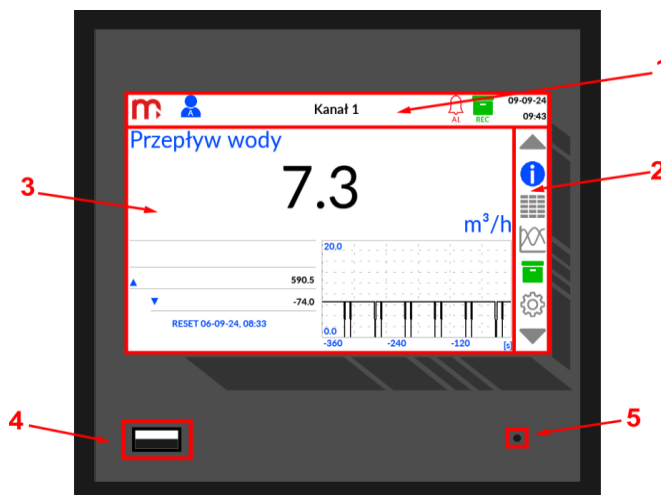 1
m
A
Kanał 1
AL
REC
09-09-24
09:43
Przepływ wody
7.3
m³/h
i
2
3
20.0
590.5
-74.0
RESET 06-09-24, 08:33
0.0
-360
-240
-120
[s]
4
5